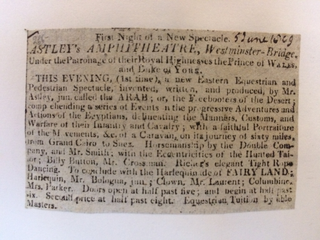 First Night of a New Spectacle. 5 June 1809
ASTLEY's AMPHITHEATRE, Westminster-Bridge,
Under the Patronage of their Royal Highnesses the Prince of WALES,
and Duke of YORK.
THIS EVENING, (1st time), a new Eastern Equestrian and
Pedestrian Spectacle, invented, written, and produced, by Mr.
Astley, jun. called the ARAB; or, the Freebooters of the Desert;
comprehending a series of Events in the progressive Adventures and
Actions of the Egyptians, delineating the Manners, Customs, and
Warfare of their Infantry and Cavalry; with a faithful Portraiture
of the Movements, &c. of a Caravan, on its journey of sixty miles,
from Grand Cairo to Suez. Horsemanship by the Double Com-
pany, and Mr. Smith; with the Eccentricities of the Hunted Tai-
lor; Billy Button, Mr. Crossman. Richer's elegant Tight Rope
Dancing. To conclude with the Harlequinade of FAIRY LAND;
Harlequin, Mr. Bologna, jun.; Clown, Mr. Laurent; Columbine,
Mrs. Parker. Doors open at half past five; and begin at half past
six. Second price at half past eight. Equestrian Tuition by able
Masters.